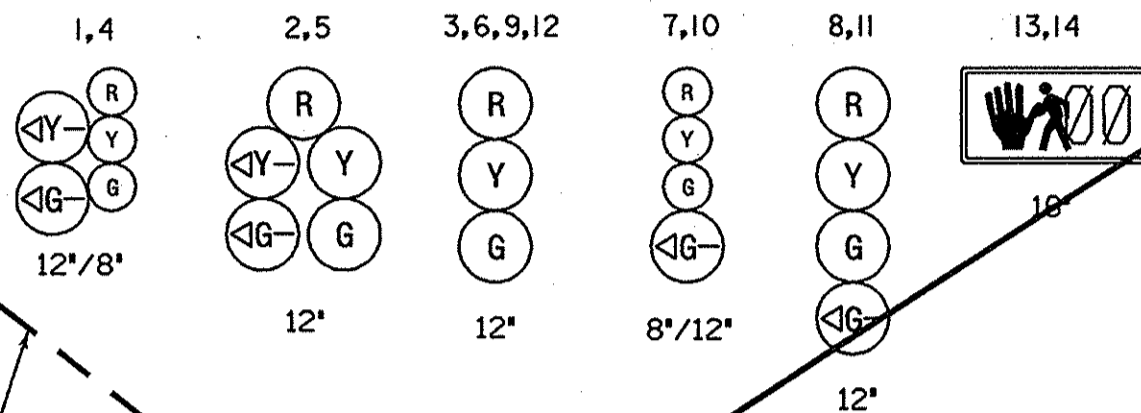 1,4 2,5 3,6,9,12 7,10 8,11 13,14
R R R R R
Y Y Y Y Y Y Y
G G G G G G G
12"/8" 12" 12" 8"/12" G 12"
00